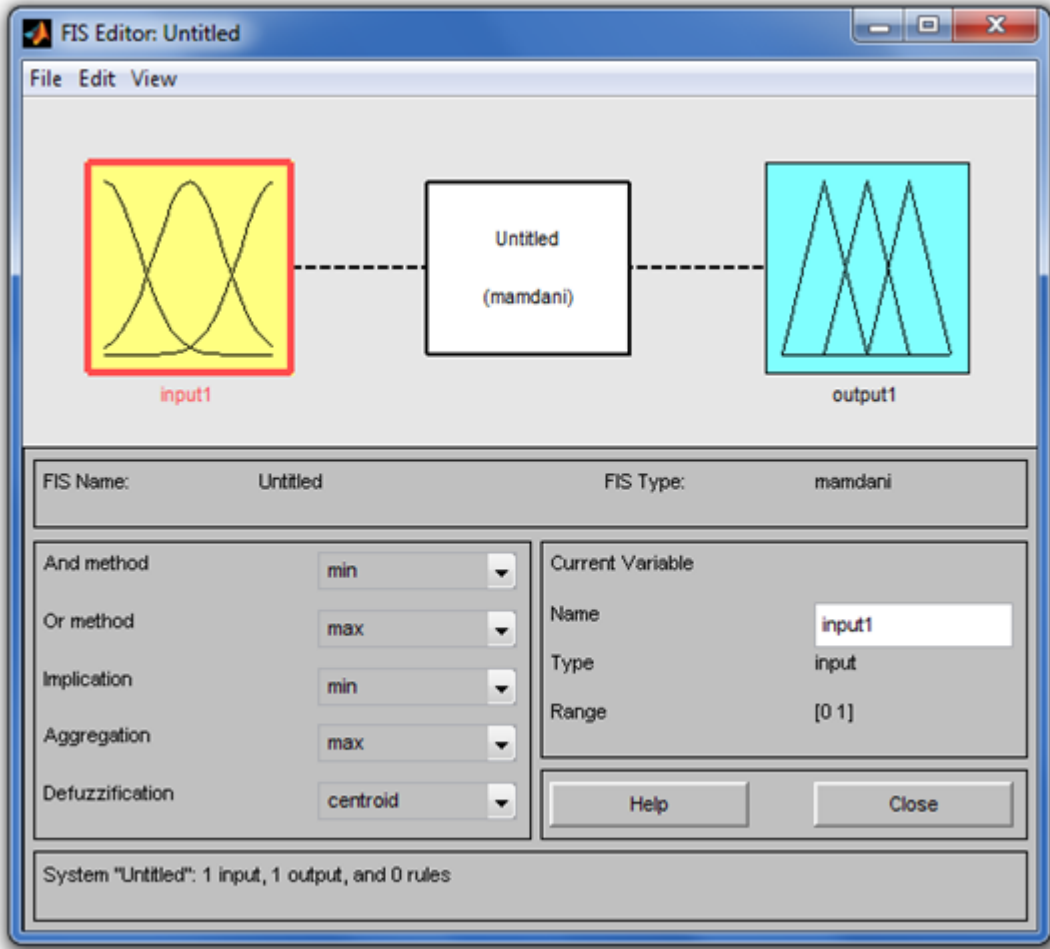 FIS Editor: Untitled
File Edit View
Untitled
(mamdani)
input1
output1
FIS Name: Untitled FIS Type: mamdani
And method min
Or method max
Implication min
Aggregation max
Defuzzification centroid
Current Variable
Name input1
Type input
Range [0 1]
Help Close
System "Untitled": 1 input, 1 output, and 0 rules